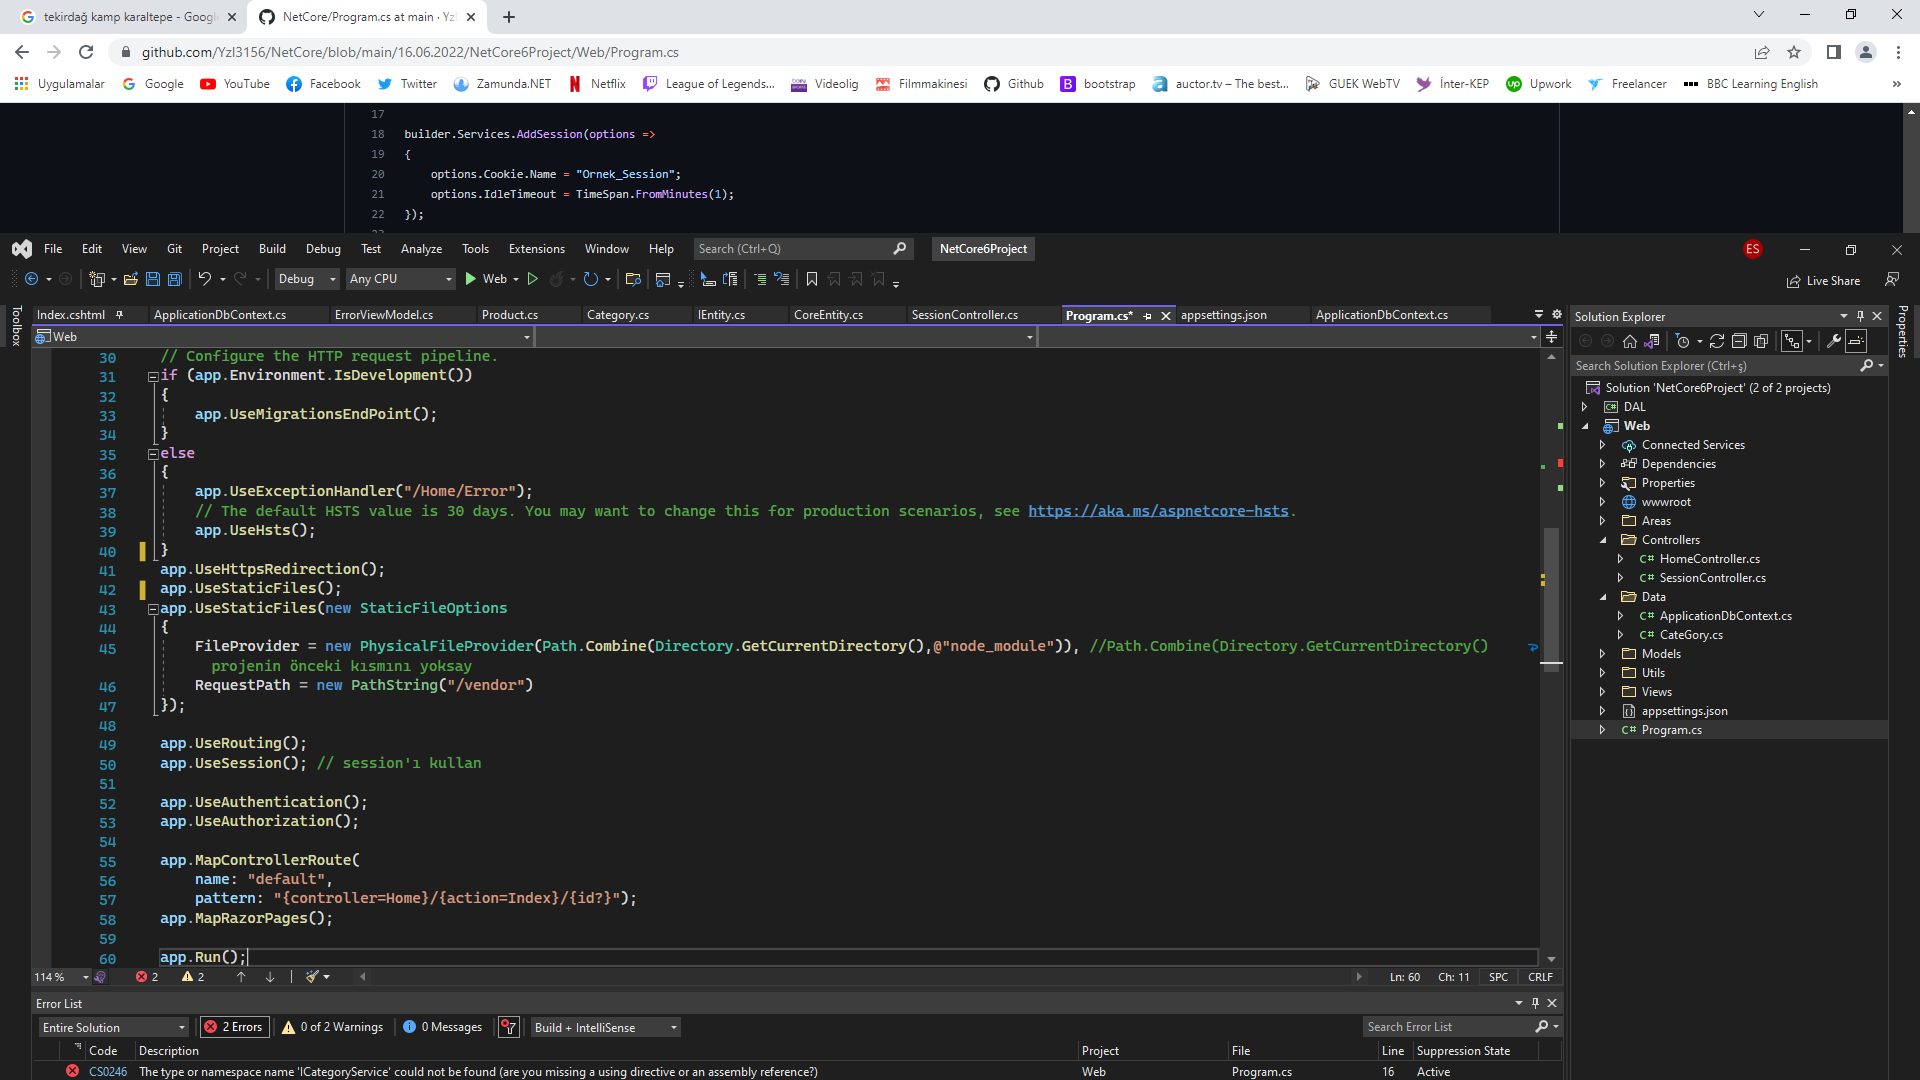 tekirdağ kamp karaltepe - Goog
NetCore/Program.cs at main · Yz
github.com/Yzl3156/NetCore/blob/main/16.06.2022/NetCore6Project/Web/Program.cs
Uygulamalar Google YouTube Facebook Twitter Zamunda.NET Netflix League of Legends... Videolig Filmmakinesi Github bootstrap auctor.tv – The best... GUEK WebTV İnter-KEP Upwork Freelancer BBC Learning English »
17
18 builder.Services.AddSession(options =>
19 {
20 options.Cookie.Name = "Ornek_Session";
21 options.IdleTimeout = TimeSpan.FromMinutes(1);
22 });
File Edit View Git Project Build Debug Test Analyze Tools Extensions Window Help Search (Ctrl+Q) NetCore6Project ES
Debug Any CPU Web Live Share
Toolbox
Index.cshtml ApplicationDbContext.cs ErrorViewModel.cs Product.cs Category.cs IEntity.cs CoreEntity.cs SessionController.cs Program.cs* appsettings.json ApplicationDbContext.cs
Web
30 // Configure the HTTP request pipeline.
31 if (app.Environment.IsDevelopment())
32 {
33 app.UseMigrationsEndPoint();
34 }
35 else
36 {
37 app.UseExceptionHandler("/Home/Error");
38 // The default HSTS value is 30 days. You may want to change this for production scenarios, see https://aka.ms/aspnetcore-hsts.
39 app.UseHsts();
40 }
41 app.UseHttpsRedirection();
42 app.UseStaticFiles();
43 app.UseStaticFiles(new StaticFileOptions
44 {
45 FileProvider = new PhysicalFileProvider(Path.Combine(Directory.GetCurrentDirectory(),@"node_module")), //Path.Combine(Directory.GetCurrentDirectory()
projenin önceki kısmını yoksay
46 RequestPath = new PathString("/vendor")
47 });
48
49 app.UseRouting();
50 app.UseSession(); // session'ı kullan
51
52 app.UseAuthentication();
53 app.UseAuthorization();
54
55 app.MapControllerRoute(
56 name: "default",
57 pattern: "{controller=Home}/{action=Index}/{id?}");
58 app.MapRazorPages();
59
60 app.Run();
114 % 2 2 Ln: 60 Ch: 11 SPC CRLF
Solution Explorer
Search Solution Explorer (Ctrl+ş)
Solution 'NetCore6Project' (2 of 2 projects)
DAL
Web
Connected Services
Dependencies
Properties
wwwroot
Areas
Controllers
C# HomeController.cs
C# SessionController.cs
Data
C# ApplicationDbContext.cs
C# CateGory.cs
Models
Utils
Views
appsettings.json
C# Program.cs
Properties
Error List
Entire Solution 2 Errors 0 of 2 Warnings 0 Messages Build + IntelliSense Search Error List
Code Description Project File Line Suppression State
CS0246 The type or namespace name 'ICategoryService' could not be found (are you missing a using directive or an assembly reference?) Web Program.cs 16 Active